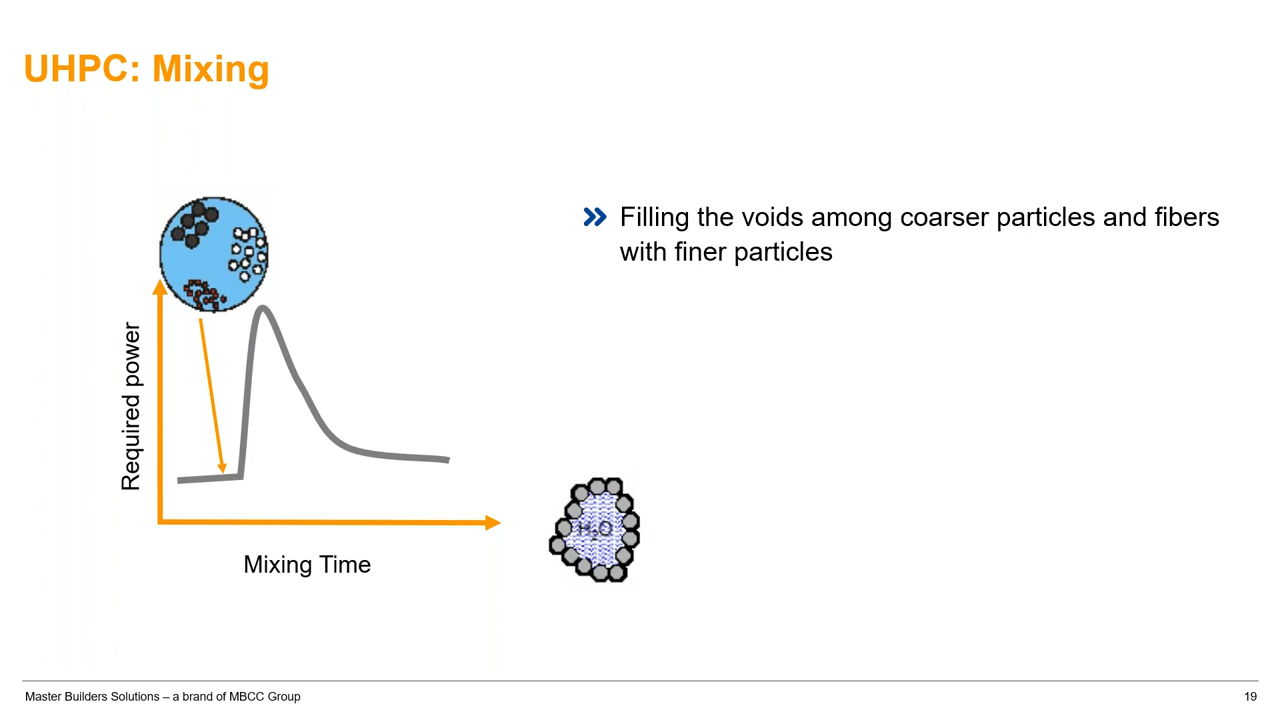 UHPC: Mixing
Filling the voids among coarser particles and fibers
with finer particles
Required power
H₂O
Mixing Time
Master Builders Solutions – a brand of MBCC Group
19